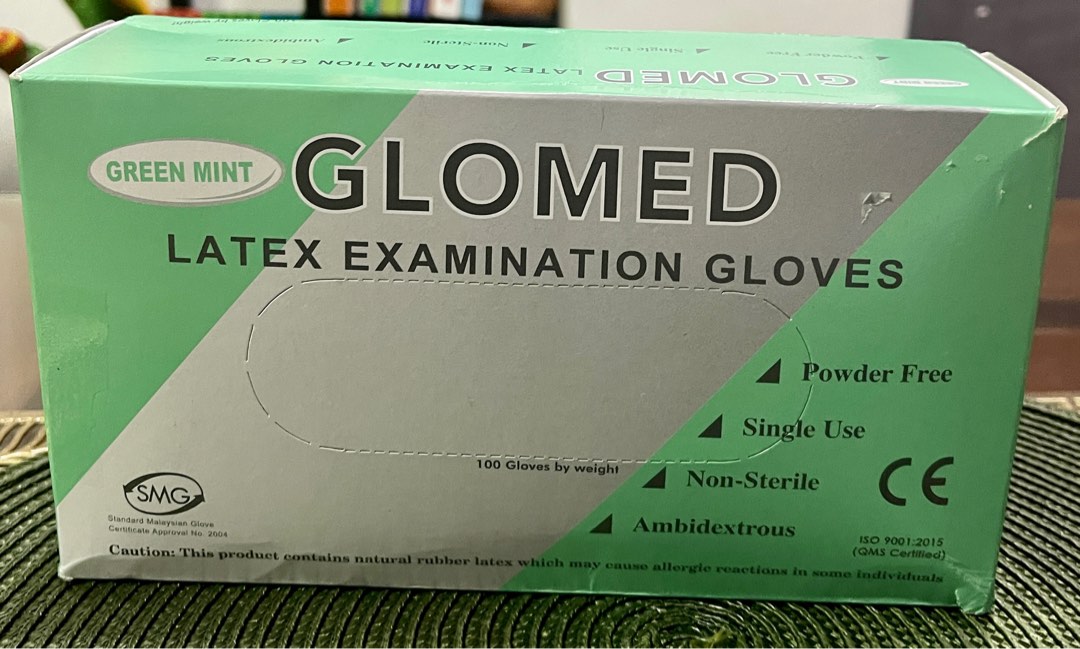 Powder Free
Single Use
Non-Sterile
Ambidextrous
GREEN MINT
GLOMED
LATEX EXAMINATION GLOVES
GREEN MINT
GLOMED
LATEX EXAMINATION GLOVES
Powder Free
Single Use
100 Gloves by weight
Non-Sterile
Ambidextrous
CE
SMG
Standard Malaysian Glove
Certificate Approval No. 2004
ISO 9001:2015
(QMS Certified)
Caution: This product contains natural rubber latex which may cause allergic reactions in some individuals